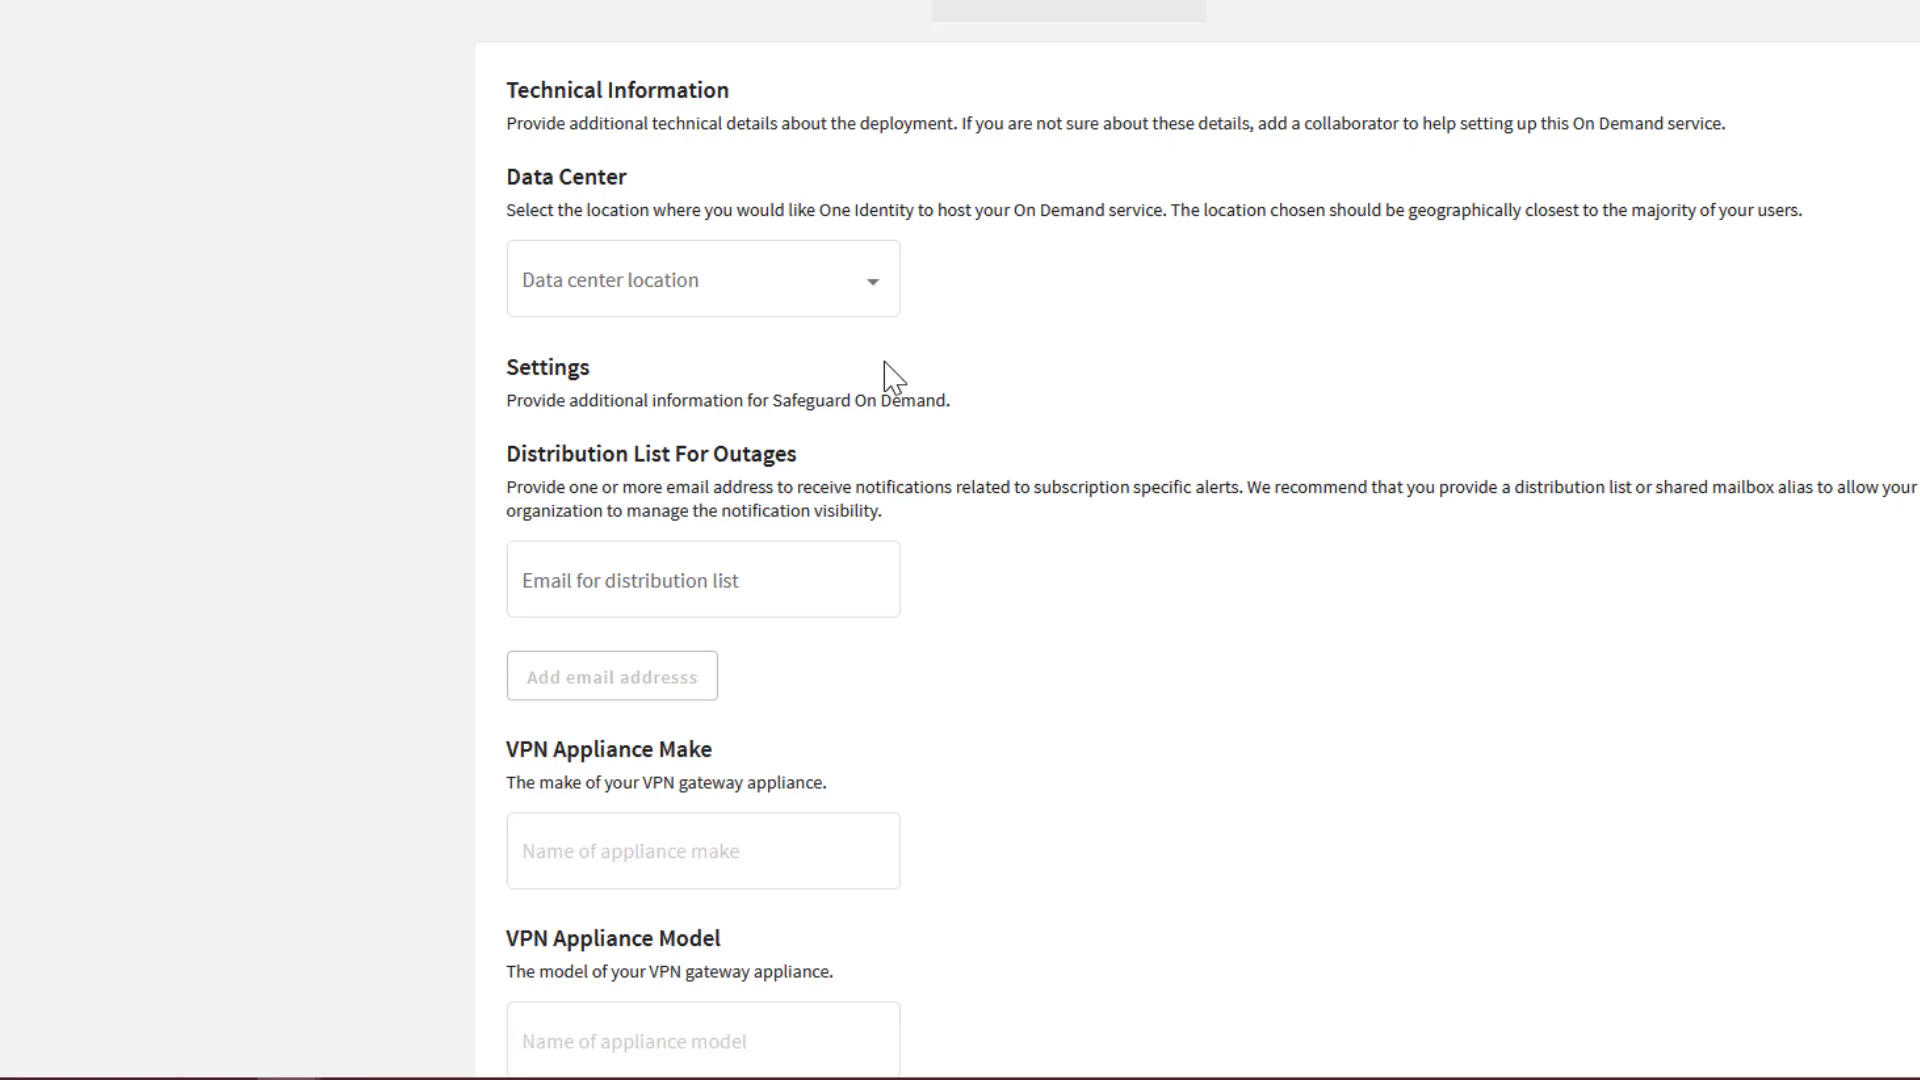 Technical Information
Provide additional technical details about the deployment. If you are not sure about these details, add a collaborator to help setting up this On Demand service.
Data Center
Select the location where you would like One Identity to host your On Demand service. The location chosen should be geographically closest to the majority of your users.
Data center location
Settings
Provide additional information for Safeguard On Demand.
Distribution List For Outages
Provide one or more email address to receive notifications related to subscription specific alerts. We recommend that you provide a distribution list or shared mailbox alias to allow your
organization to manage the notification visibility.
Email for distribution list
Add email addresss
VPN Appliance Make
The make of your VPN gateway appliance.
Name of appliance make
VPN Appliance Model
The model of your VPN gateway appliance.
Name of appliance model